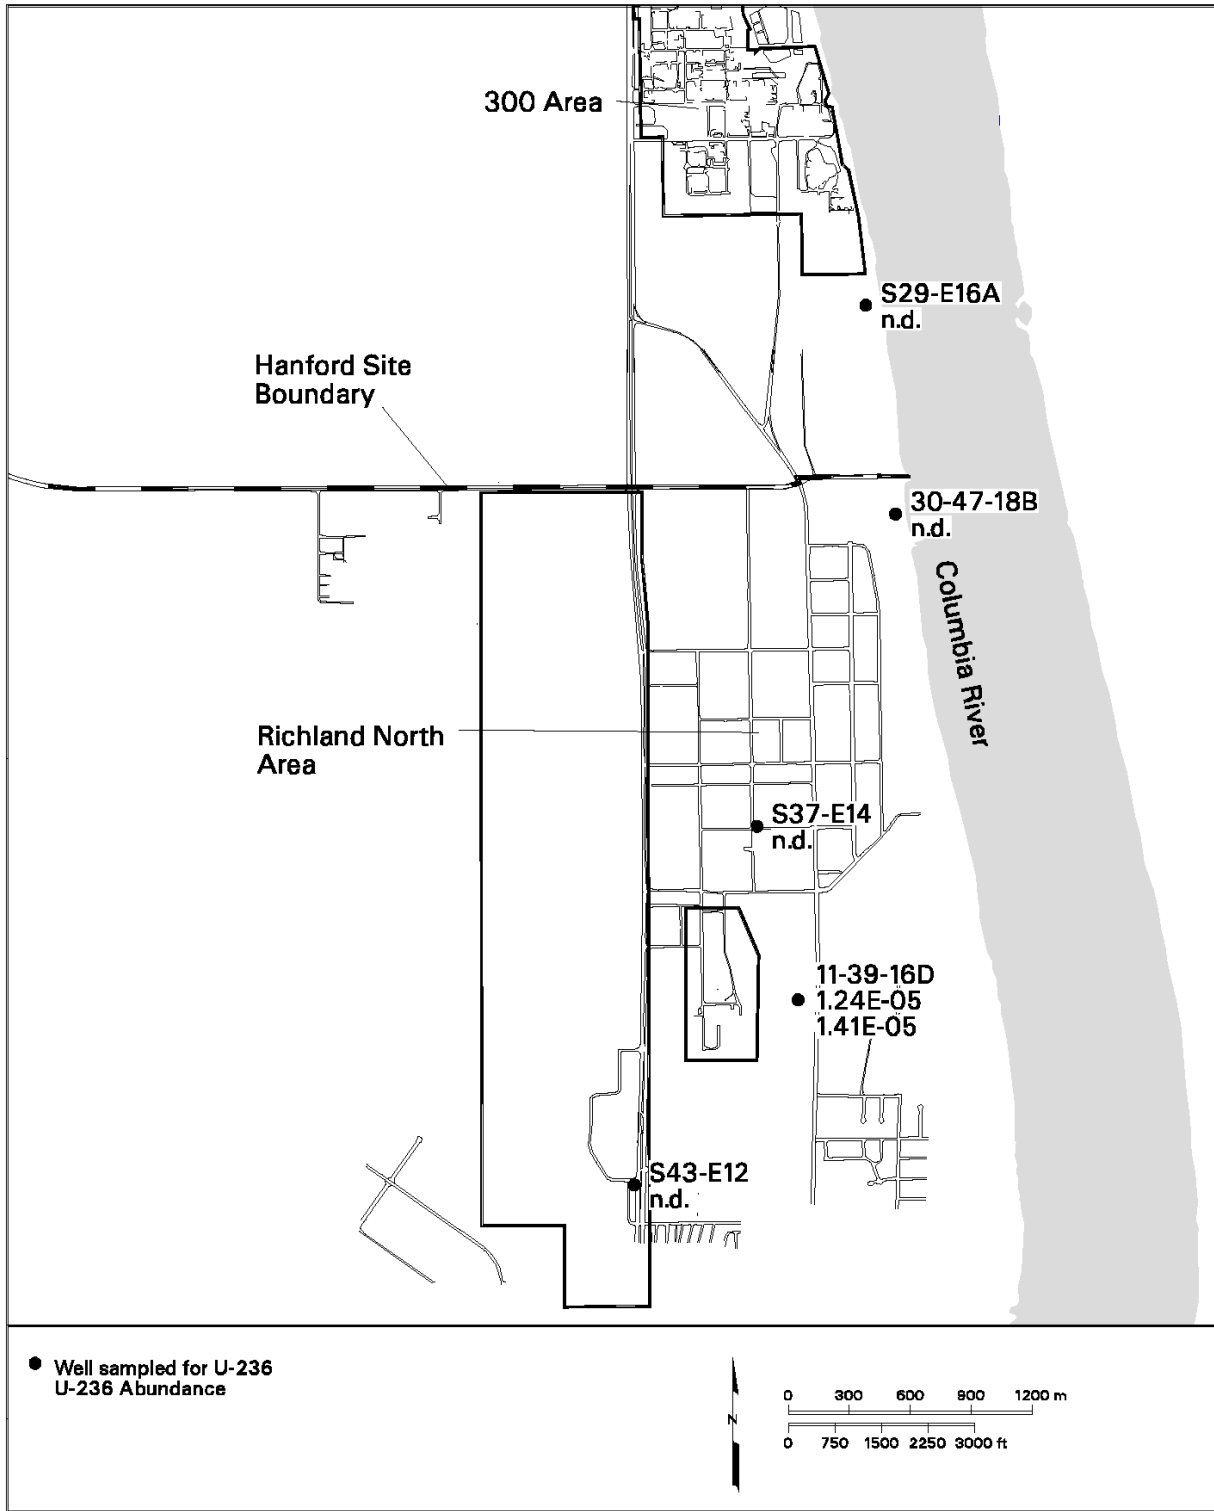 300 Area
S29-E16A
n.d.
Hanford Site
Boundary
30-47-18B
n.d.
Columbia River
Richland North
Area
S37-E14
n.d.
11-39-16D
1.24E-05
1.41E-05
S43-E12
n.d.
Well sampled for U-236
U-236 Abundance
N
0 300 600 900 1200 m
0 750 1500 2250 3000 ft